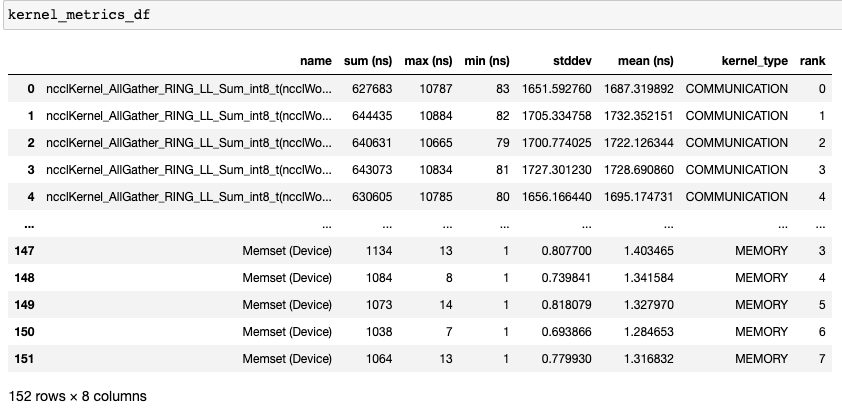 kernel_metrics_df
name sum (ns) max (ns) min (ns) stddev mean (ns) kernel_type rank
0 ncclKernel_AllGather_RING_LL_Sum_int8_t(ncclWo... 627683 10787 83 1651.592760 1687.319892 COMMUNICATION 0
1 ncclKernel_AllGather_RING_LL_Sum_int8_t(ncclWo... 644435 10884 82 1705.334758 1732.352151 COMMUNICATION 1
2 ncclKernel_AllGather_RING_LL_Sum_int8_t(ncclWo... 640631 10665 79 1700.774025 1722.126344 COMMUNICATION 2
3 ncclKernel_AllGather_RING_LL_Sum_int8_t(ncclWo... 643073 10834 81 1727.301230 1728.690860 COMMUNICATION 3
4 ncclKernel_AllGather_RING_LL_Sum_int8_t(ncclWo... 630605 10785 80 1656.166440 1695.174731 COMMUNICATION 4
... ... ... ... ... ... ... ... ...
147 Memset (Device) 1134 13 1 0.807700 1.403465 MEMORY 3
148 Memset (Device) 1084 8 1 0.739841 1.341584 MEMORY 4
149 Memset (Device) 1073 14 1 0.818079 1.327970 MEMORY 5
150 Memset (Device) 1038 7 1 0.693866 1.284653 MEMORY 6
151 Memset (Device) 1064 13 1 0.779930 1.316832 MEMORY 7
152 rows × 8 columns